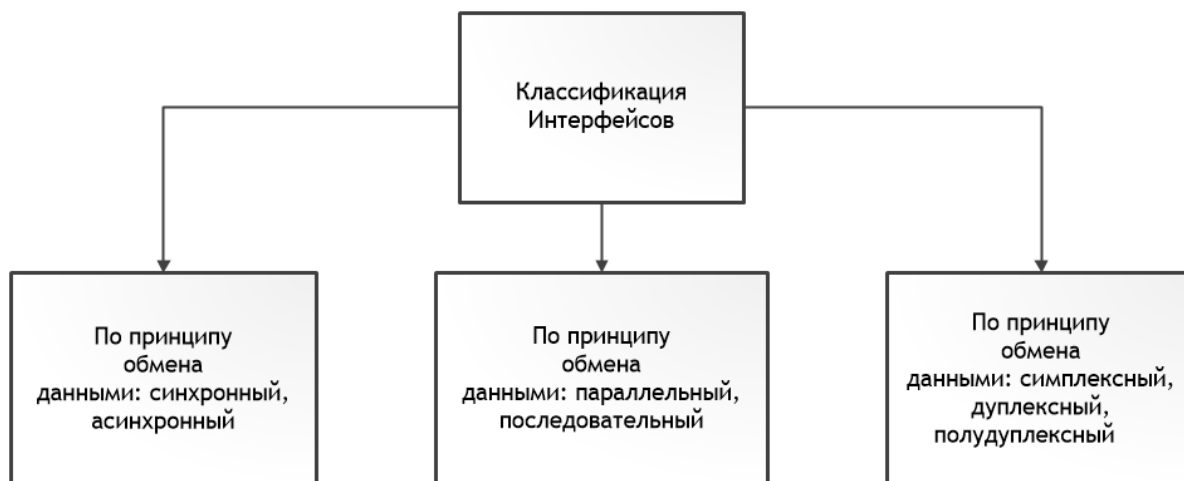 Классификация
Интерфейсов
По принципу
обмена
данными: синхронный,
асинхронный
По принципу
обмена
данными: параллельный,
последовательный
По принципу
обмена
данными: симплексный,
дуплексный,
полудуплексный